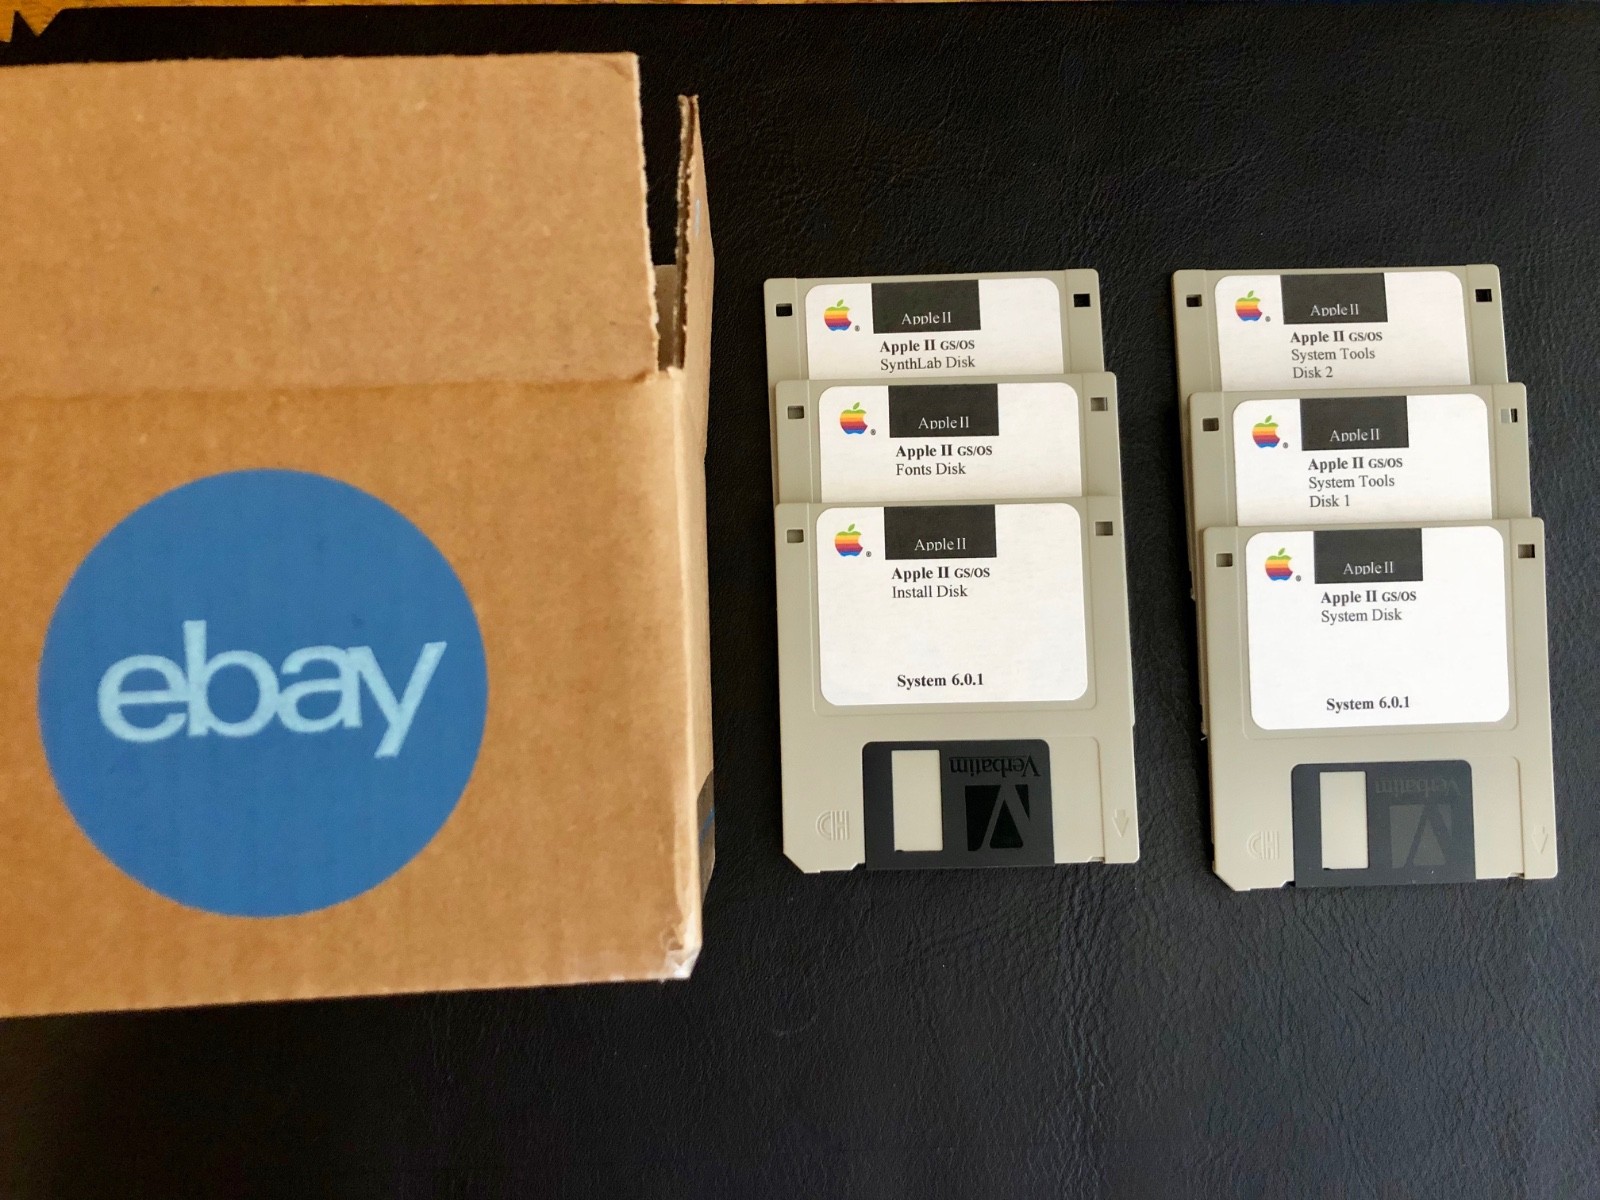 ebay
Apple II
Apple II GS/OS
SynthLab Disk
Apple II
Apple II GS/OS
Fonts Disk
Apple II
Apple II GS/OS
Install Disk
System 6.0.1
Verbatim
Apple II
Apple II GS/OS
System Tools
Disk 2
Apple II
Apple II GS/OS
System Tools
Disk 1
Apple II
Apple II GS/OS
System Disk
System 6.0.1
Verbatim